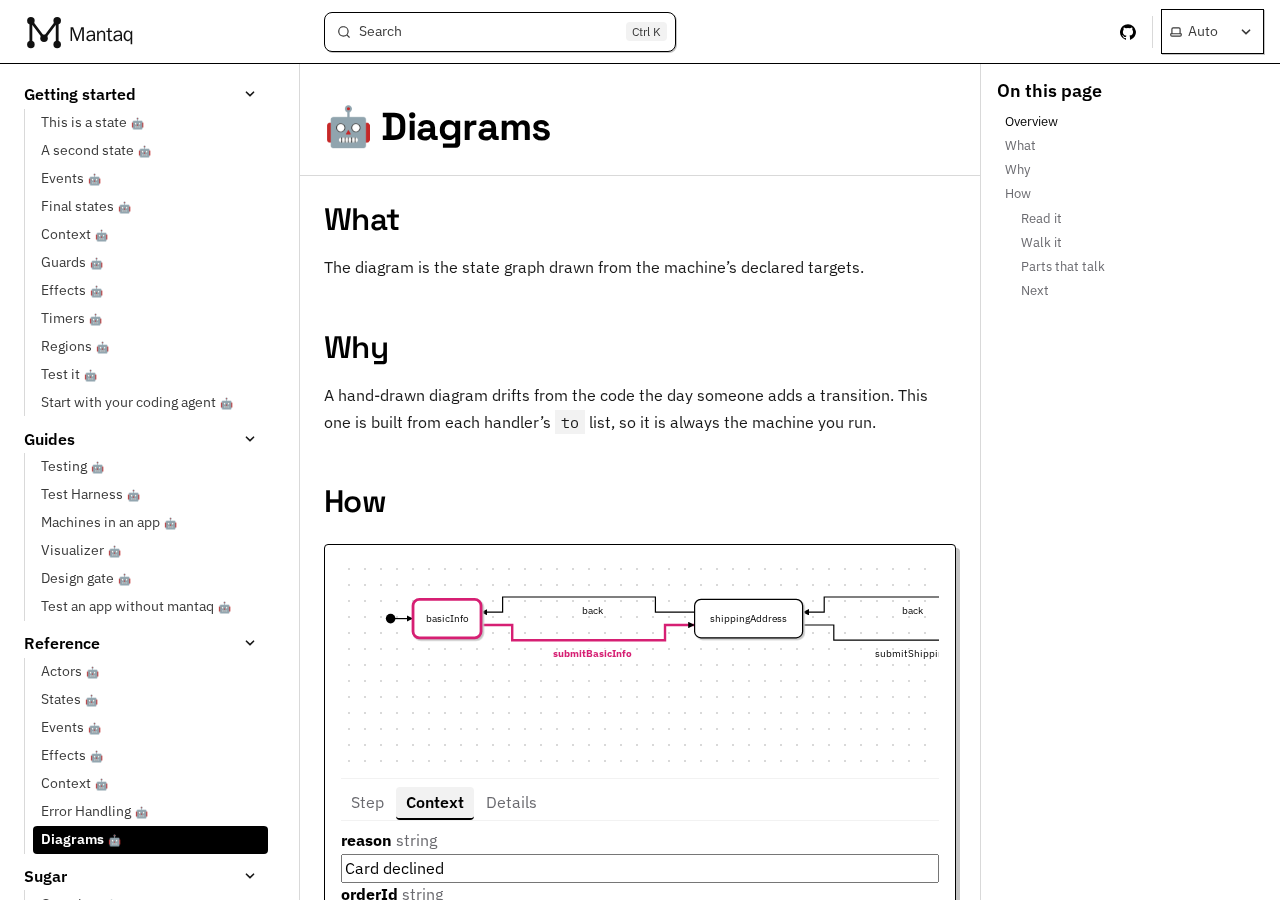 Mantaq
Search
Ctrl K
Auto
Getting started
This is a state 🤖
A second state 🤖
Events 🤖
Final states 🤖
Context 🤖
Guards 🤖
Effects 🤖
Timers 🤖
Regions 🤖
Test it 🤖
Start with your coding agent 🤖
Guides
Testing 🤖
Test Harness 🤖
Machines in an app 🤖
Visualizer 🤖
Design gate 🤖
Test an app without mantaq 🤖
Reference
Actors 🤖
States 🤖
Events 🤖
Effects 🤖
Context 🤖
Error Handling 🤖
Diagrams 🤖
Sugar
🤖 Diagrams
What
The diagram is the state graph drawn from the machine’s declared targets.
Why
A hand-drawn diagram drifts from the code the day someone adds a transition. This
one is built from each handler’s to list, so it is always the machine you run.
How
basicInfo
back
submitBasicInfo
shippingAddress
back
submitShippi
Step
Context
Details
reason string
Card declined
orderId string
On this page
Overview
What
Why
How
Read it
Walk it
Parts that talk
Next